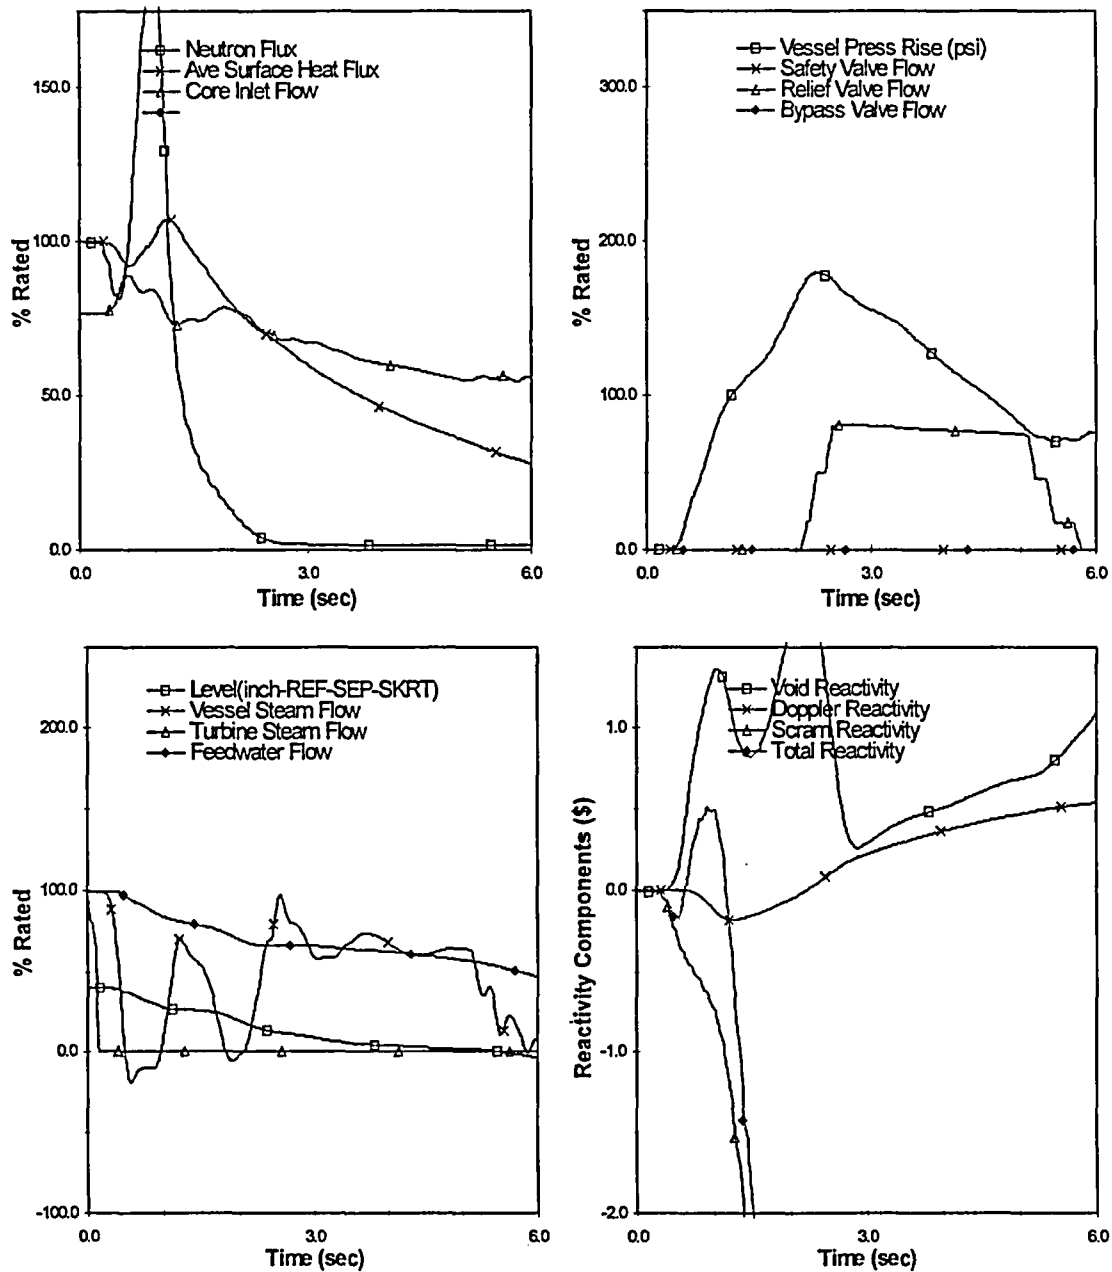 Neutron Flux
Ave Surface Heat Flux
Core Inlet Flow
150.0
100.0
50.0
0.0
% Rated
0.0
3.0
6.0
Time (sec)
Vessel Press Rise (psi)
Safety Valve Flow
Relief Valve Flow
Bypass Valve Flow
300.0
200.0
100.0
0.0
% Rated
0.0
3.0
6.0
Time (sec)
Level(inch-REF-SEP-SKRT)
Vessel Steam Flow
Turbine Steam Flow
Feedwater Flow
200.0
100.0
0.0
-100.0
% Rated
0.0
3.0
6.0
Time (sec)
Void Reactivity
Doppler Reactivity
Scram Reactivity
Total Reactivity
1.0
0.0
-1.0
-2.0
Reactivity Components ($)
0.0
3.0
6.0
Time (sec)